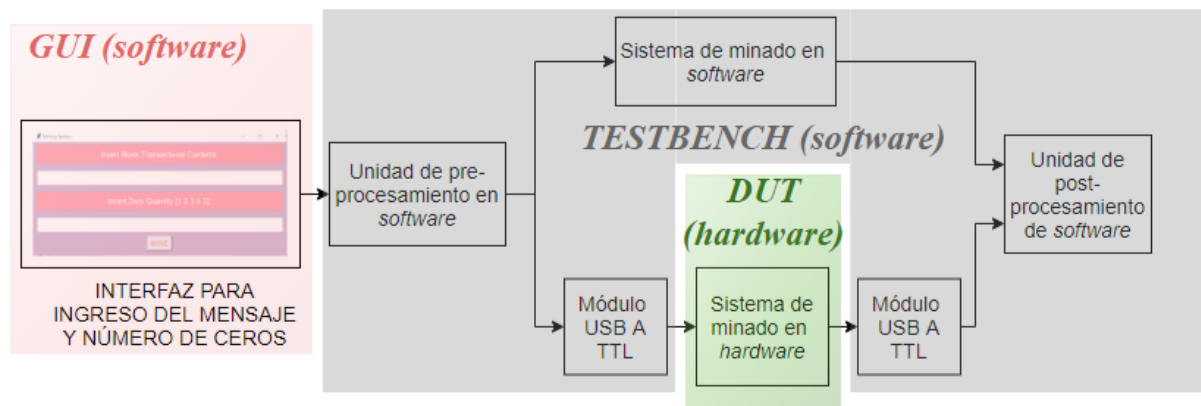 GUI (software)
Insert Block Transactional Contents
Insert Zero Quantity (1 2 3 4 5)
MINE
INTERFAZ PARA
INGRESO DEL MENSAJE
Y NÚMERO DE CEROS
Unidad de pre-
procesamiento en
software
Sistema de minado en
software
TESTBENCH (software)
DUT
(hardware)
Módulo
USB A
TTL
Sistema de
minado en
hardware
Módulo
USB A
TTL
Unidad de
post-
procesamiento
de software